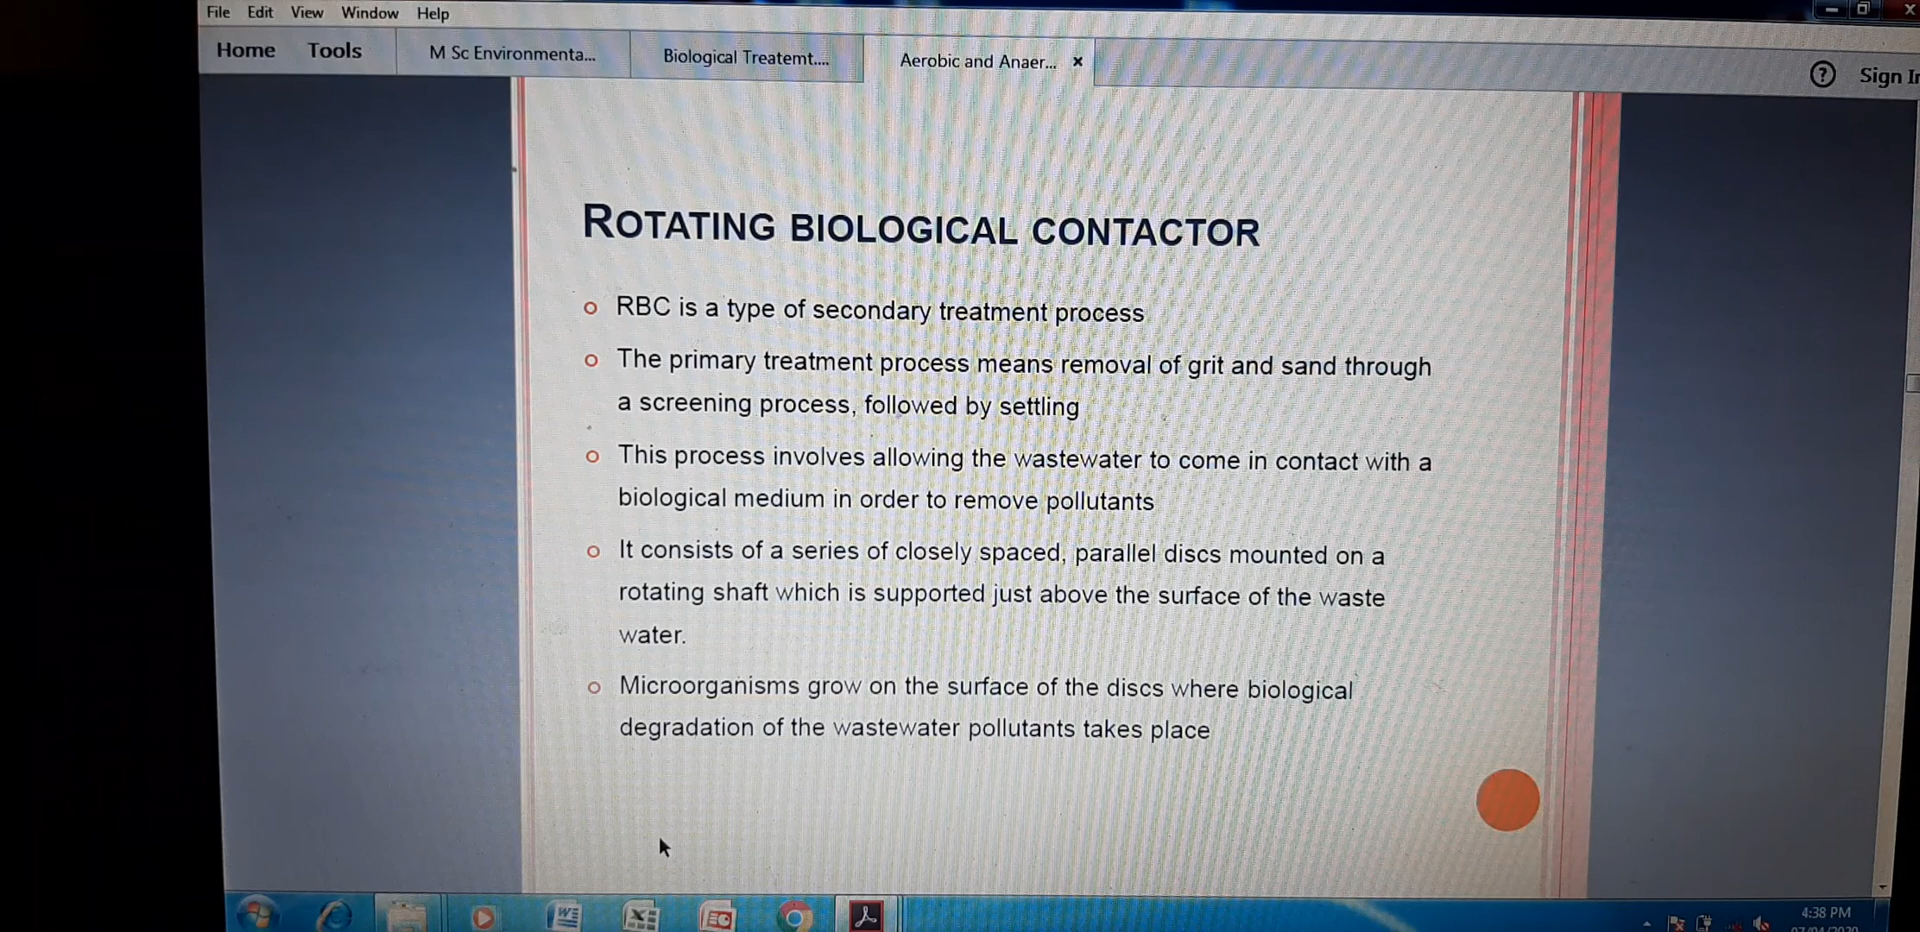 File Edit View Window Help
Home Tools M Sc Environmenta... Biological Treatemt.... Aerobic and Anaer... x
? Sign In
ROTATING BIOLOGICAL CONTACTOR
RBC is a type of secondary treatment process
The primary treatment process means removal of grit and sand through
a screening process, followed by settling
This process involves allowing the wastewater to come in contact with a
biological medium in order to remove pollutants
It consists of a series of closely spaced, parallel discs mounted on a
rotating shaft which is supported just above the surface of the waste
water.
Microorganisms grow on the surface of the discs where biological
degradation of the wastewater pollutants takes place
4:38 PM